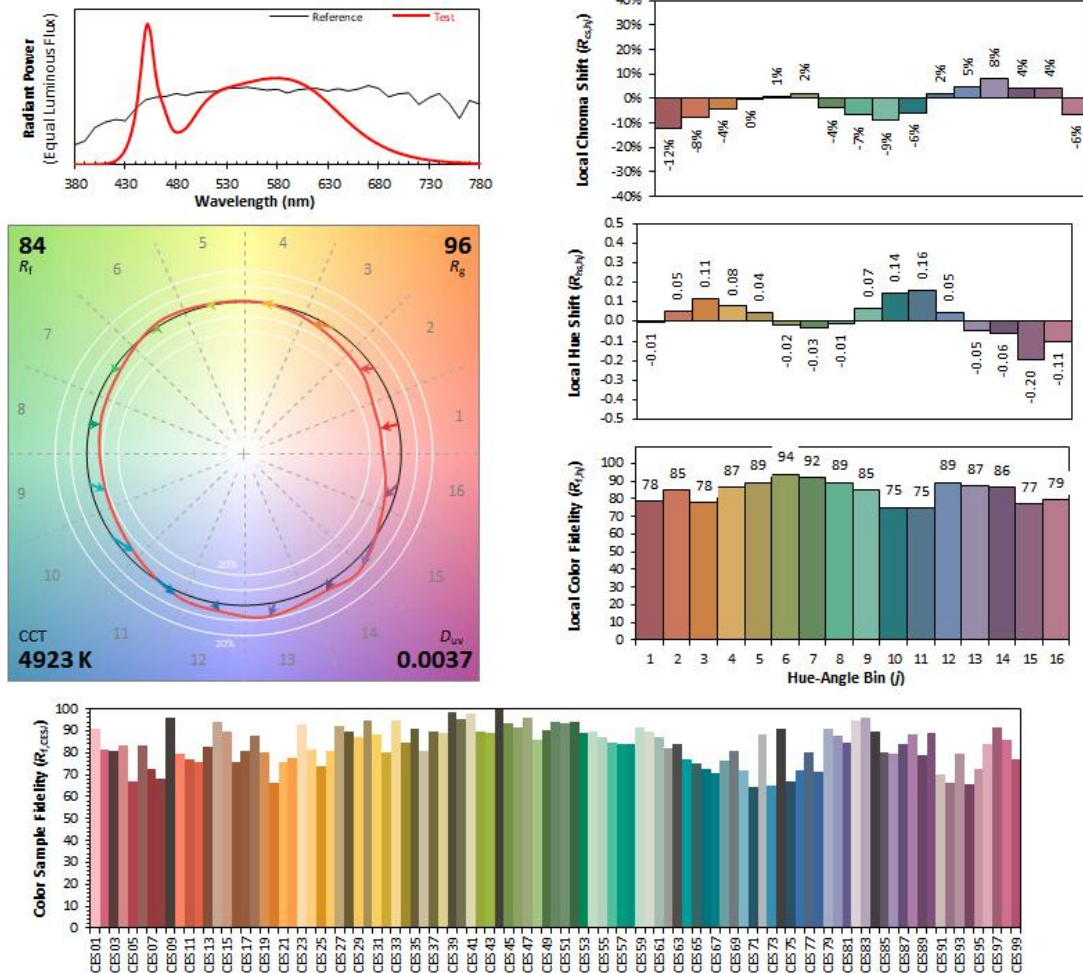 Radiant Power
(Equal Luminous Flux)
Reference
Test
380 430 480 530 580 630 680 730 780
Wavelength (nm)
Local Chroma Shift (Rcs,hj)
40%
30%
20%
10%
0%
-10%
-20%
-30%
-40%
-12% -8% -4% 0% 1% 2% -4% -7% -9% -6% 2% 5% 8% 4% 4% -6%
84
Rf
96
Rg
5 4
6 3
7 2
8 1
9 16
10 15
11 14
12 13
20%
20%
CCT
4923 K
Duv
0.0037
Local Hue Shift (Rhs,hj)
0.5
0.4
0.3
0.2
0.1
0.0
-0.1
-0.2
-0.3
-0.4
-0.5
-0.01 0.05 0.11 0.08 0.04 -0.02 -0.03 -0.01 0.07 0.14 0.16 0.05 -0.05 -0.06 -0.20 -0.11
Local Color Fidelity (Rf,hj)
100
90
80
70
60
50
40
30
20
10
0
78 85 78 87 89 94 92 89 85 75 75 89 87 86 77 79
1 2 3 4 5 6 7 8 9 10 11 12 13 14 15 16
Hue-Angle Bin (j)
Color Sample Fidelity (Rf,CESi)
100
90
80
70
60
50
40
30
20
10
0
CES01 CES03 CES05 CES07 CES09 CES11 CES13 CES15 CES17 CES19 CES21 CES23 CES25 CES27 CES29 CES31 CES33 CES35 CES37 CES39 CES41 CES43 CES45 CES47 CES49 CES51 CES53 CES55 CES57 CES59 CES61 CES63 CES65 CES67 CES69 CES71 CES73 CES75 CES77 CES79 CES81 CES83 CES85 CES87 CES89 CES91 CES93 CES95 CES97 CES99